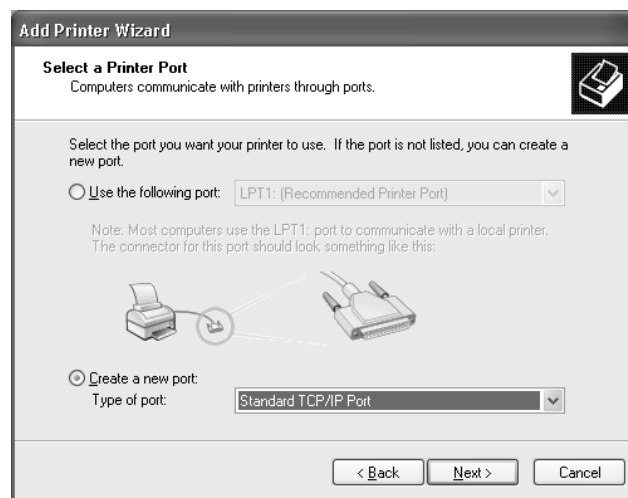 Add Printer Wizard
Select a Printer Port
Computers communicate with printers through ports.
Select the port you want your printer to use. If the port is not listed, you can create a
new port.
Use the following port: LPT1: (Recommended Printer Port)
Note: Most computers use the LPT1: port to communicate with a local printer.
The connector for this port should look something like this:
Create a new port:
Type of port: Standard TCP/IP Port
< Back Next > Cancel